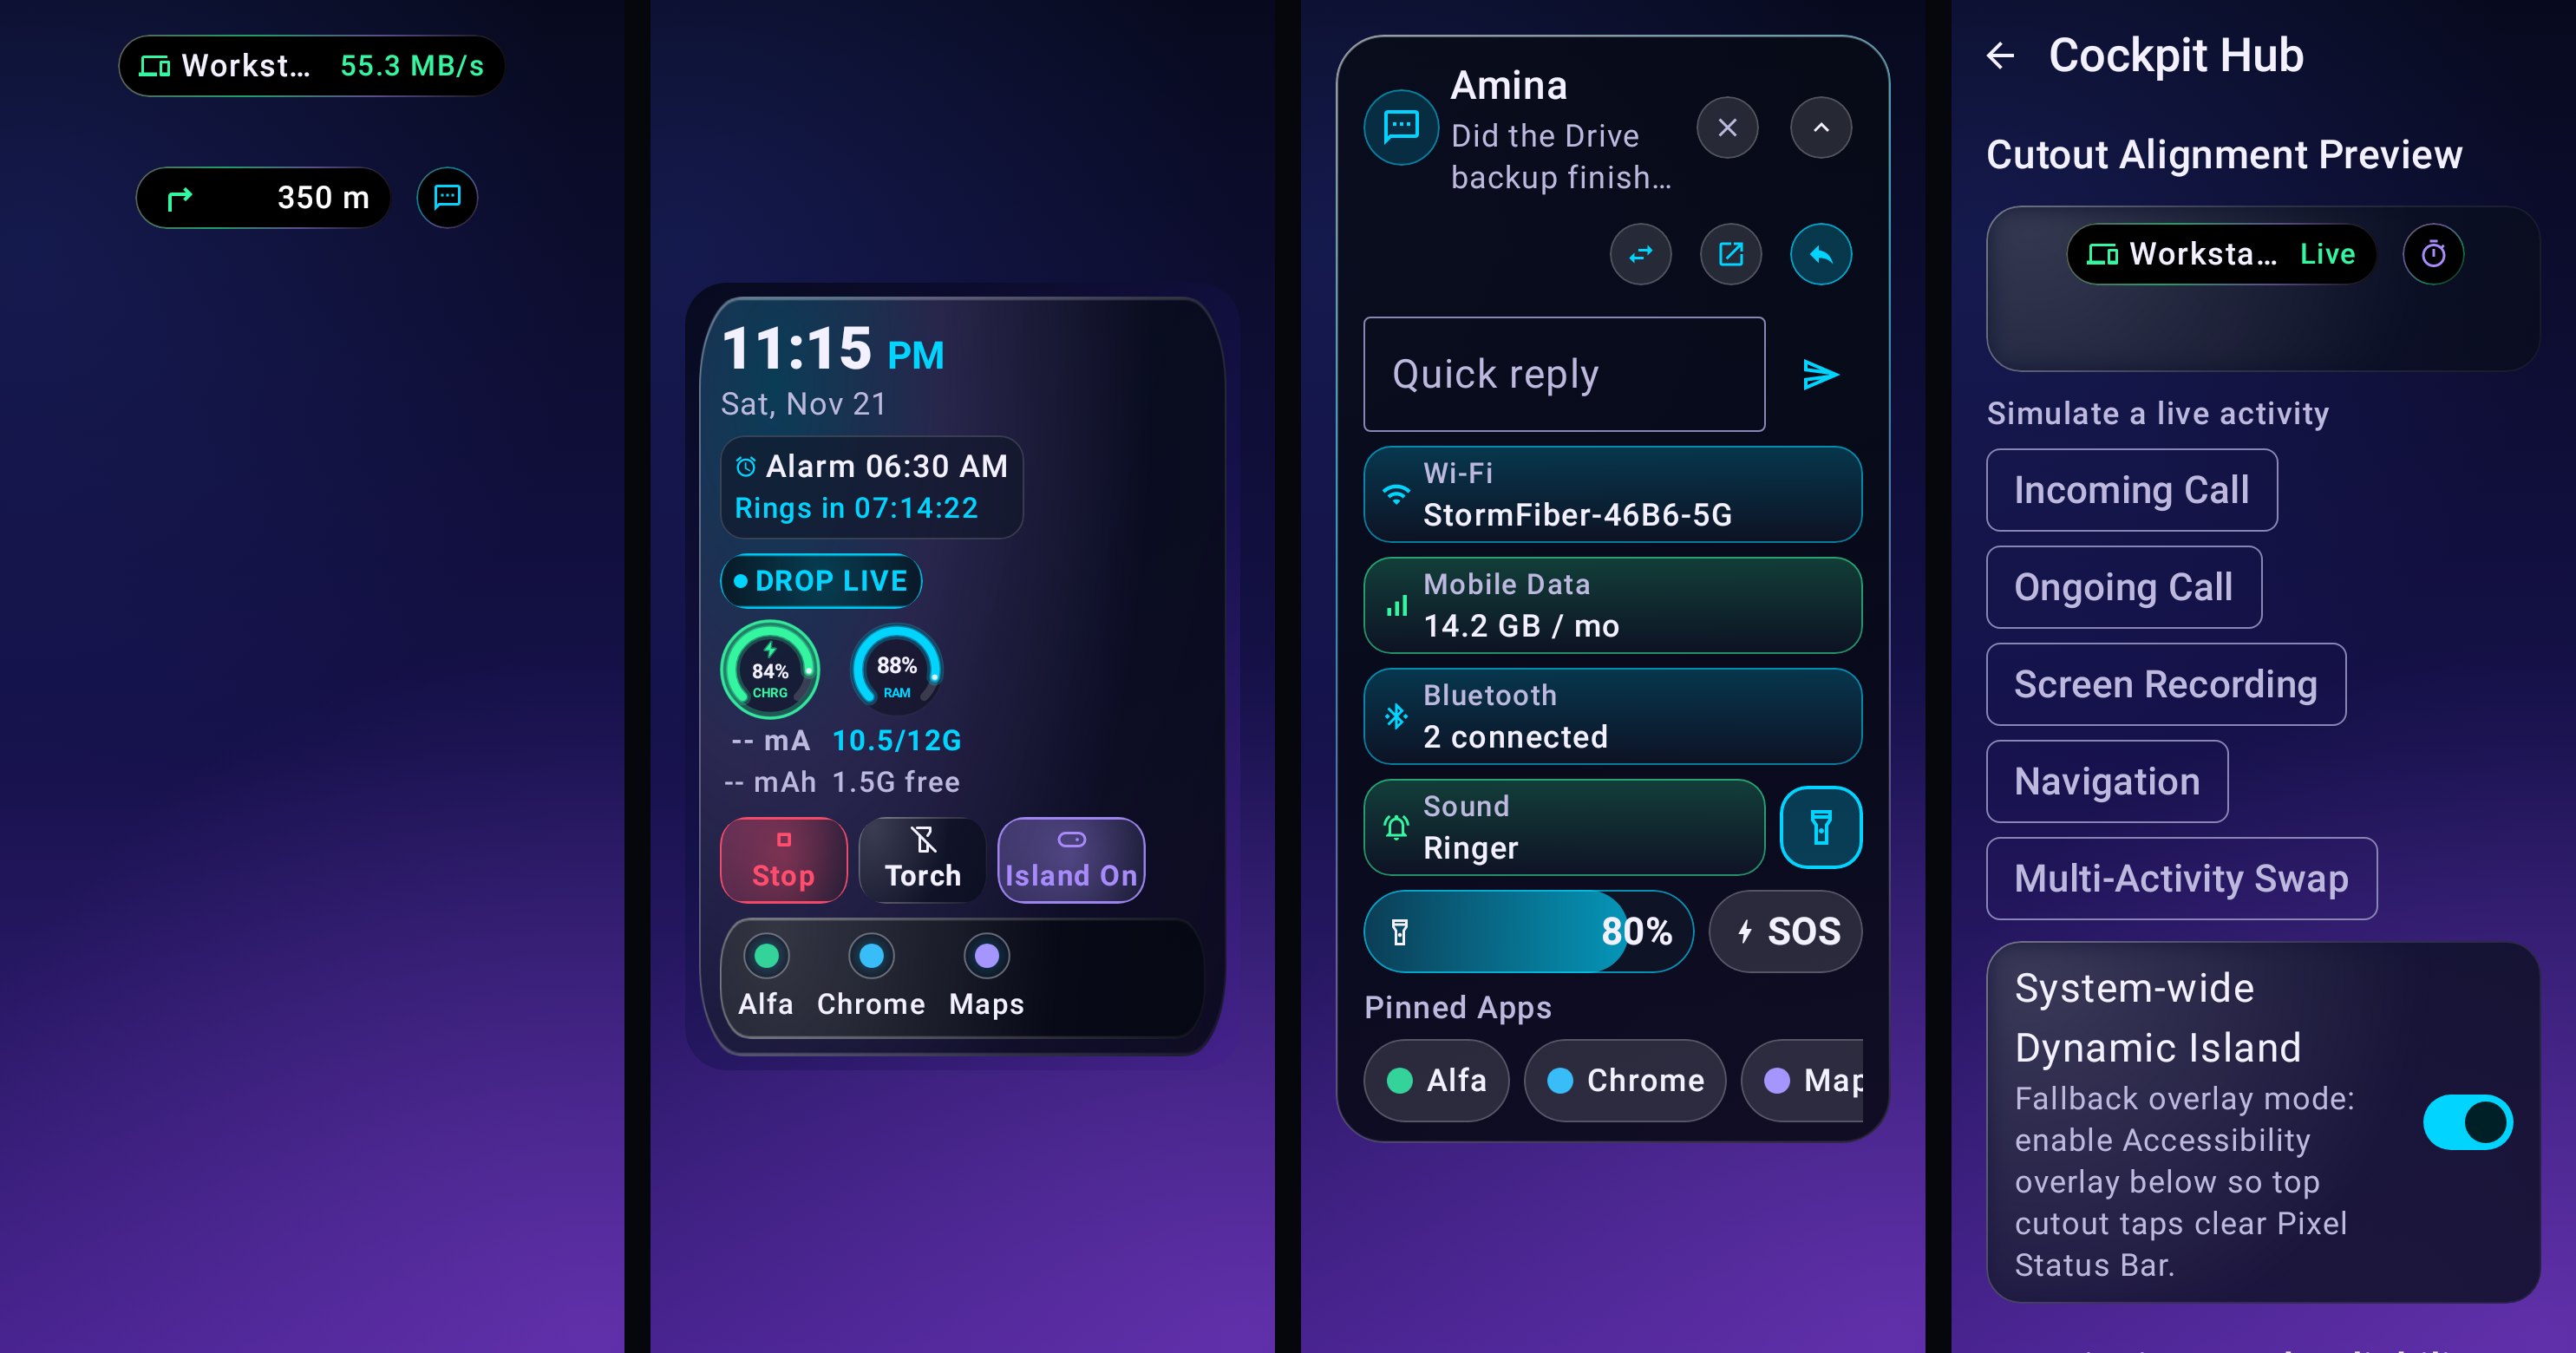 Workst... 55.3 MB/s
350 m
11:15 PM
Sat, Nov 21
Alarm 06:30 AM
Rings in 07:14:22
DROP LIVE
84%
CHRG
88%
RAM
-- mA 10.5/12G
-- mAh 1.5G free
Stop Torch Island On
Alfa Chrome Maps
Amina
Did the Drive
backup finish...
Quick reply
Wi-Fi
StormFiber-46B6-5G
Mobile Data
14.2 GB / mo
Bluetooth
2 connected
Sound
Ringer
80% SOS
Pinned Apps
Alfa Chrome Map
Cockpit Hub
Cutout Alignment Preview
Worksta... Live
Simulate a live activity
Incoming Call
Ongoing Call
Screen Recording
Navigation
Multi-Activity Swap
System-wide
Dynamic Island
Fallback overlay mode:
enable Accessibility
overlay below so top
cutout taps clear Pixel
Status Bar.